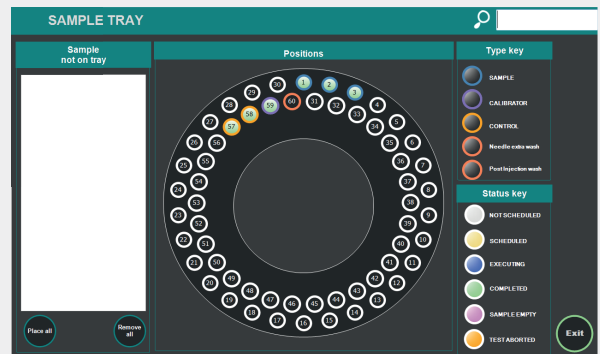 SAMPLE TRAY
Sample
not on tray
Positions
Type key
1
2
3
4
5
6
7
8
9
10
11
12
13
14
15
16
17
18
19
20
21
22
23
24
25
26
27
28
29
30
31
32
33
34
35
36
37
38
39
40
41
42
43
44
45
46
47
48
49
50
51
52
53
54
55
56
57
58
59
60
SAMPLE
CALIBRATOR
CONTROL
Needle extra wash
Post Injection wash
Status key
NOT SCHEDULED
SCHEDULED
EXECUTING
COMPLETED
SAMPLE EMPTY
TEST ABORTED
Place all
Remove
all
Exit